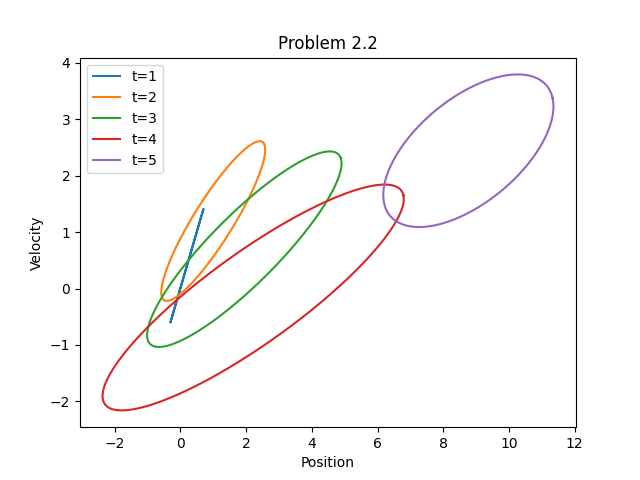 Problem 2.2
t=1
t=2
t=3
t=4
t=5
4
3
2
1
0
−1
−2
Velocity
−2
0
2
4
6
8
10
12
Position